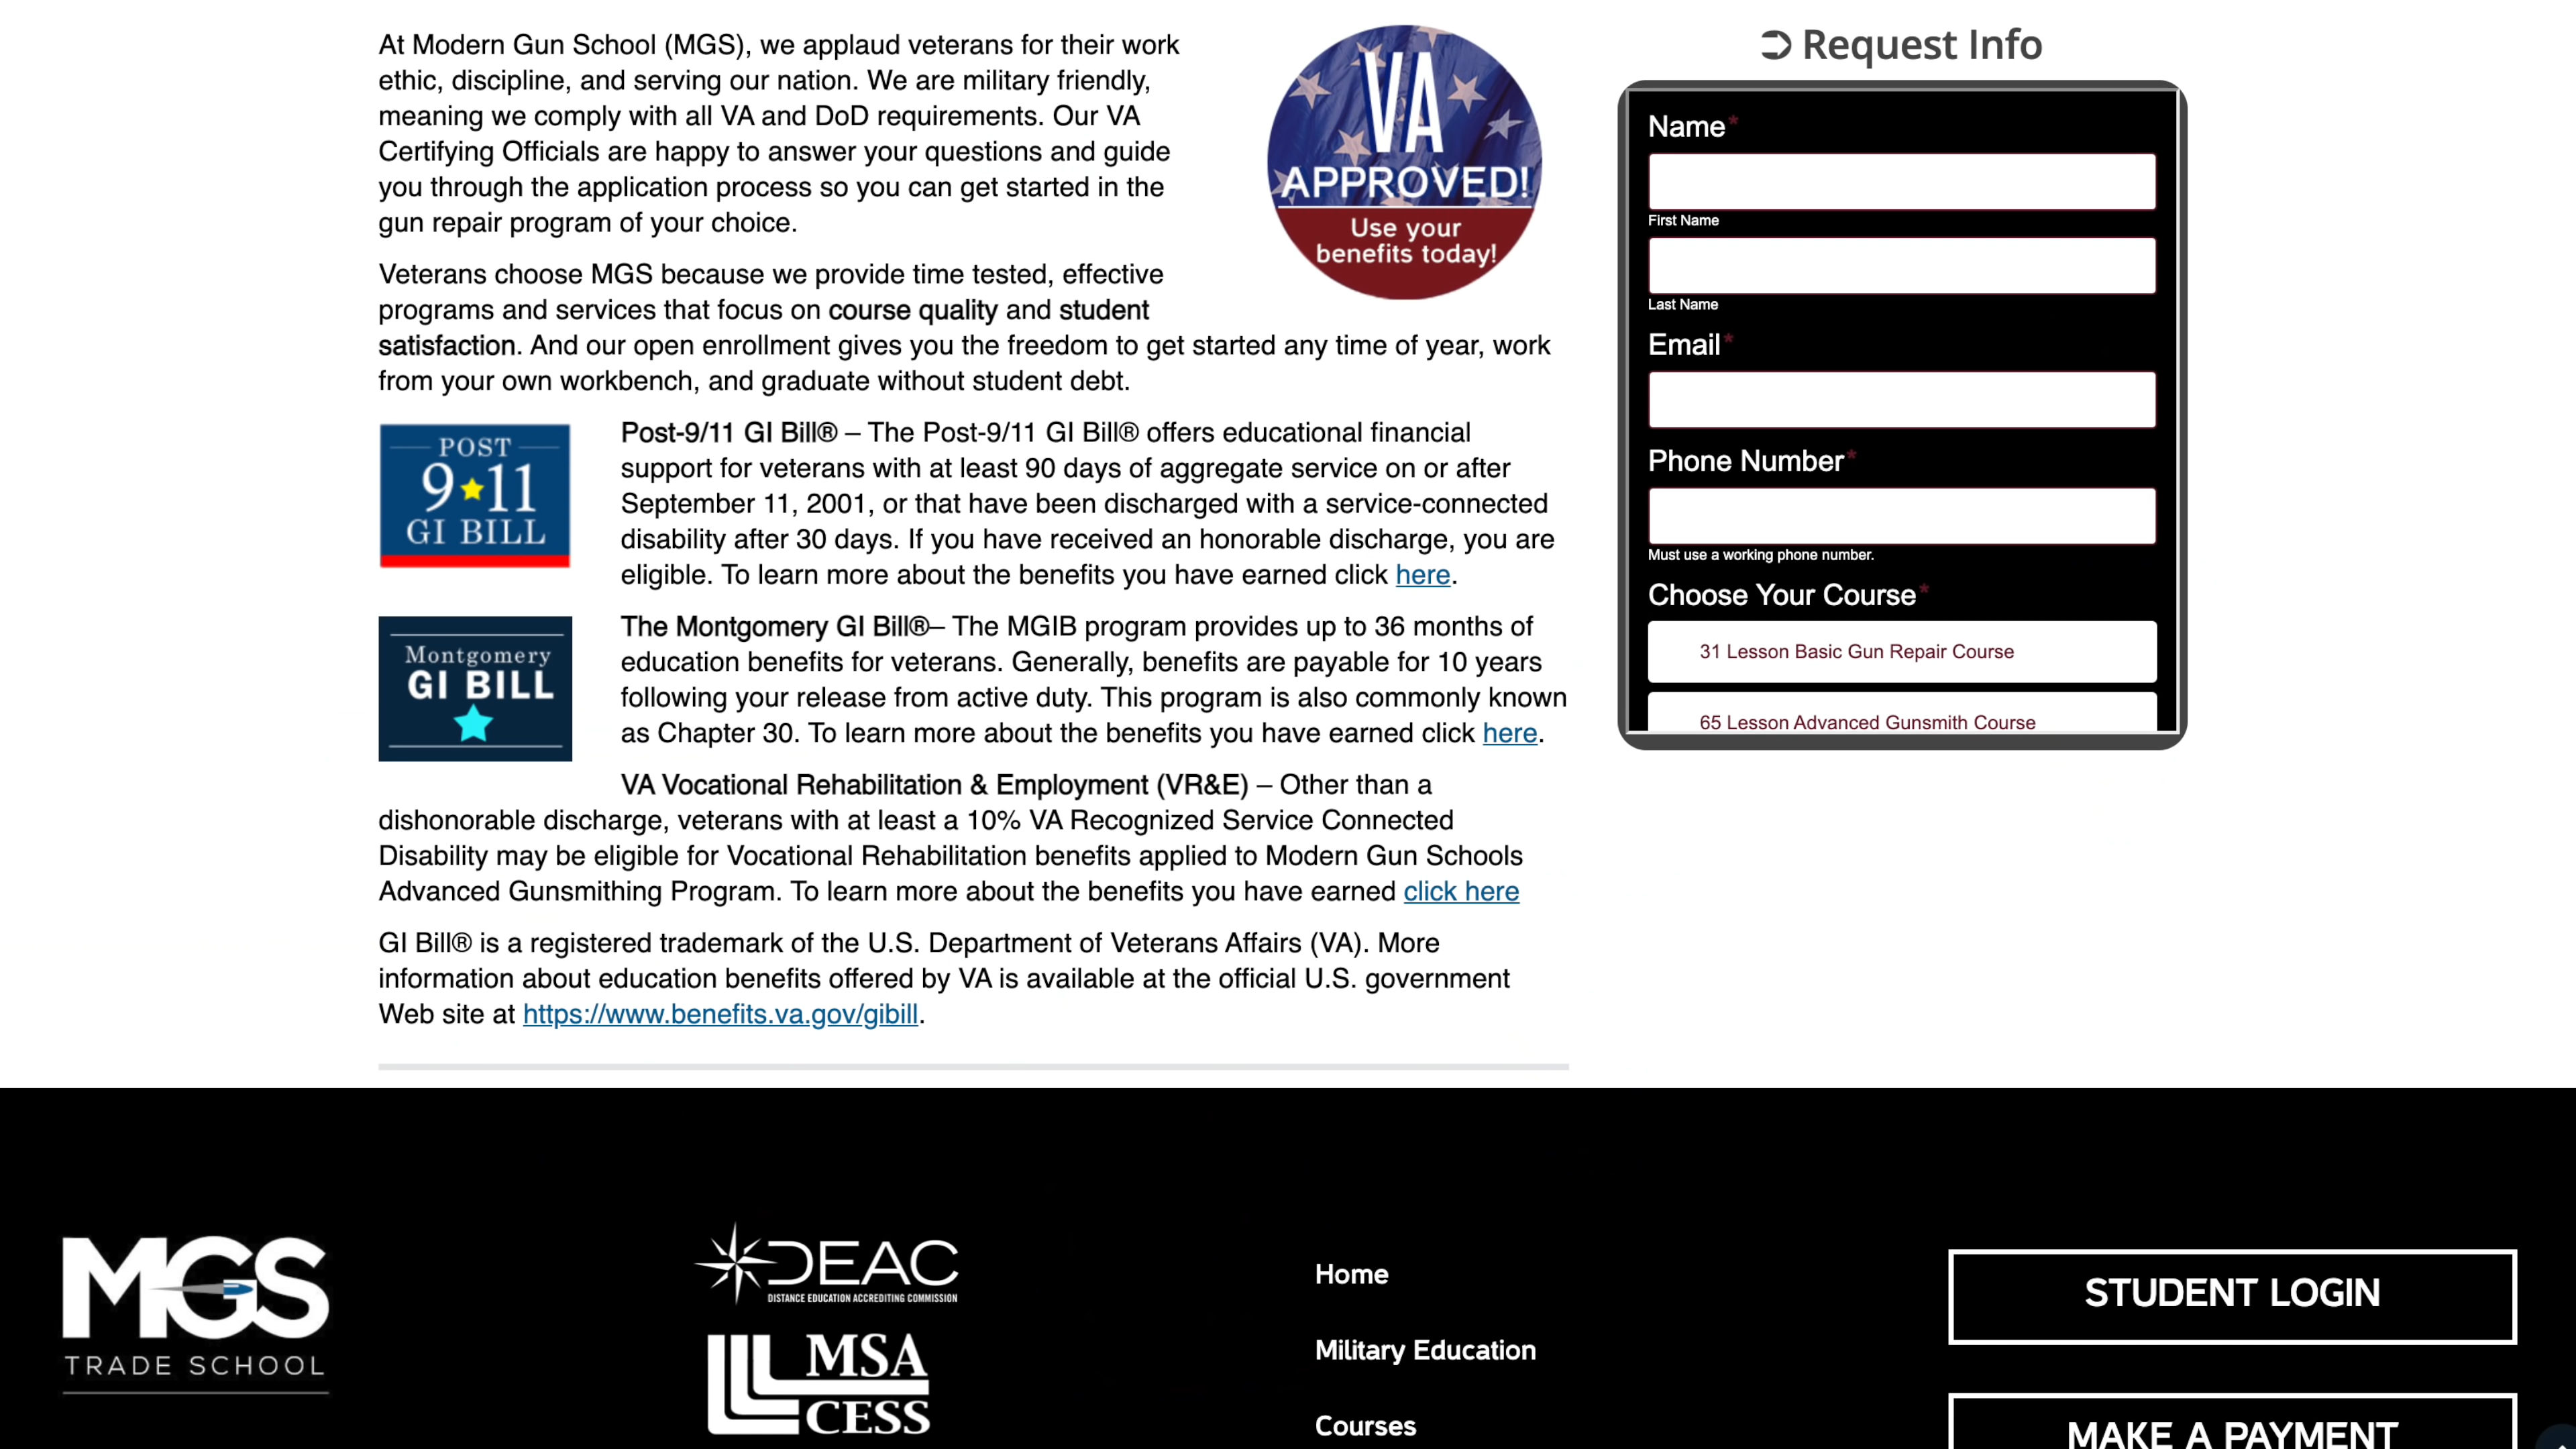 At Modern Gun School (MGS), we applaud veterans for their work
ethic, discipline, and serving our nation. We are military friendly,
meaning we comply with all VA and DoD requirements. Our VA
Certifying Officials are happy to answer your questions and guide
you through the application process so you can get started in the
gun repair program of your choice.
VA
APPROVED!
Use your
benefits today!
Veterans choose MGS because we provide time tested, effective
programs and services that focus on course quality and student
satisfaction. And our open enrollment gives you the freedom to get started any time of year, work
from your own workbench, and graduate without student debt.
POST
9★11
GI BILL
Post-9/11 GI Bill® – The Post-9/11 GI Bill® offers educational financial
support for veterans with at least 90 days of aggregate service on or after
September 11, 2001, or that have been discharged with a service-connected
disability after 30 days. If you have received an honorable discharge, you are
eligible. To learn more about the benefits you have earned click here.
Montgomery
GI BILL
The Montgomery GI Bill®– The MGIB program provides up to 36 months of
education benefits for veterans. Generally, benefits are payable for 10 years
following your release from active duty. This program is also commonly known
as Chapter 30. To learn more about the benefits you have earned click here.
VA Vocational Rehabilitation & Employment (VR&E) – Other than a
dishonorable discharge, veterans with at least a 10% VA Recognized Service Connected
Disability may be eligible for Vocational Rehabilitation benefits applied to Modern Gun Schools
Advanced Gunsmithing Program. To learn more about the benefits you have earned click here
GI Bill® is a registered trademark of the U.S. Department of Veterans Affairs (VA). More
information about education benefits offered by VA is available at the official U.S. government
Web site at https://www.benefits.va.gov/gibill.
➲ Request Info
Name*
First Name
Last Name
Email*
Phone Number*
Must use a working phone number.
Choose Your Course*
31 Lesson Basic Gun Repair Course
65 Lesson Advanced Gunsmith Course
MGS
TRADE SCHOOL
DEAC
DISTANCE EDUCATION ACCREDITING COMMISSION
MSA
CESS
Home
Military Education
Courses
STUDENT LOGIN
MAKE A PAYMENT